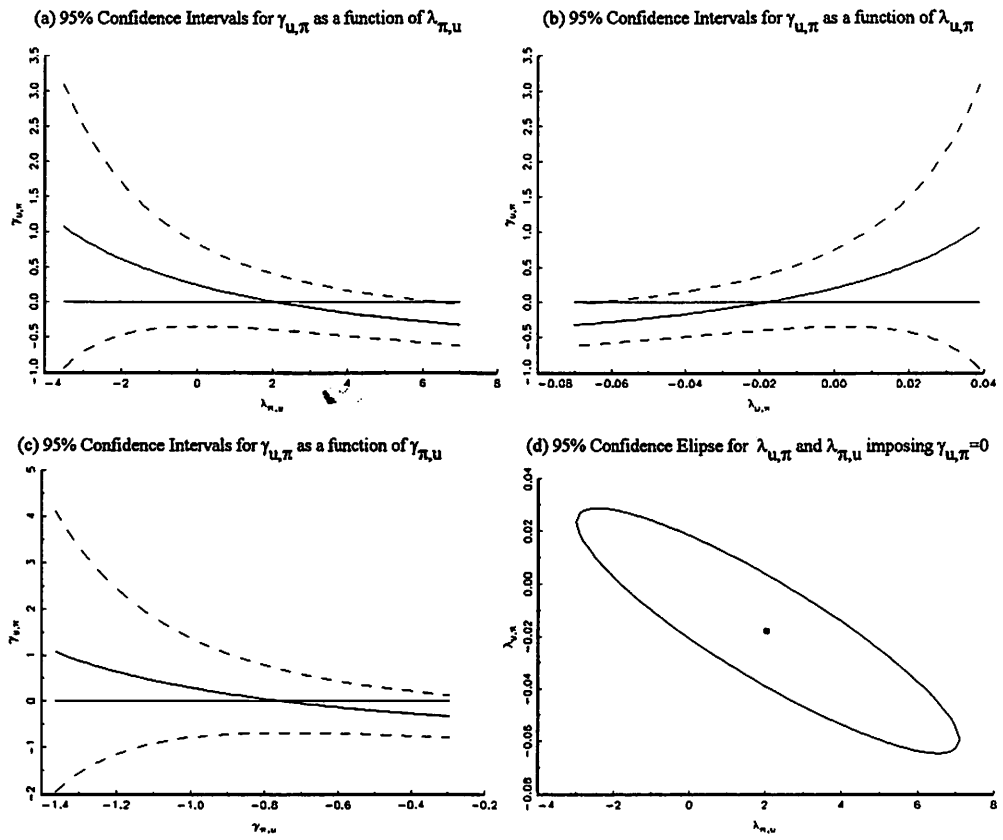 (a) 95% Confidence Intervals for γu,π as a function of λπ,u
3.5
3.0
2.5
2.0
1.5
1.0
0.5
0.0
-0.5
-1.0
γu,π
-4 -2 0 2 4 6 8
λπ,u
(b) 95% Confidence Intervals for γu,π as a function of λu,π
3.5
3.0
2.5
2.0
1.5
1.0
0.5
0.0
-0.5
-1.0
γu,π
-0.08 -0.06 -0.04 -0.02 0.00 0.02 0.04
λu,π
(c) 95% Confidence Intervals for γu,π as a function of γπ,u
5
4
3
2
1
0
-1
-2
γu,π
-1.4 -1.2 -1.0 -0.8 -0.6 -0.4 -0.2
γπ,u
(d) 95% Confidence Elipse for λu,π and λπ,u imposing γu,π=0
0.04
0.02
0.00
-0.02
-0.04
-0.06
-0.08
λu,π
-4 -2 0 2 4 6 8
λπ,u